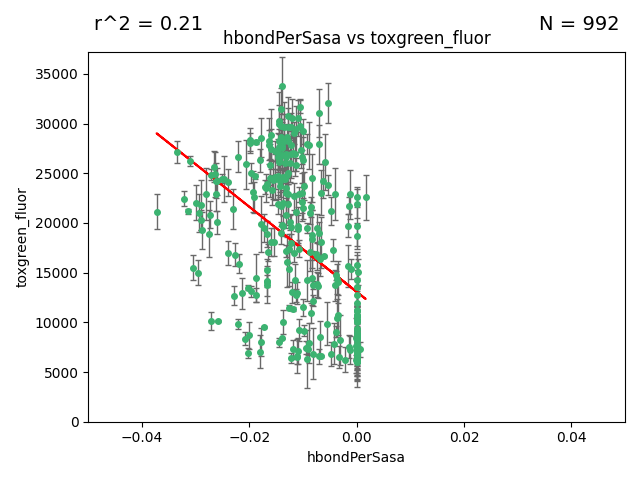 r^2 = 0.21
N = 992
hbondPerSasa vs toxgreen_fluor
35000
30000
25000
20000
15000
10000
5000
0
toxgreen_fluor
−0.04
−0.02
0.00
0.02
0.04
hbondPerSasa